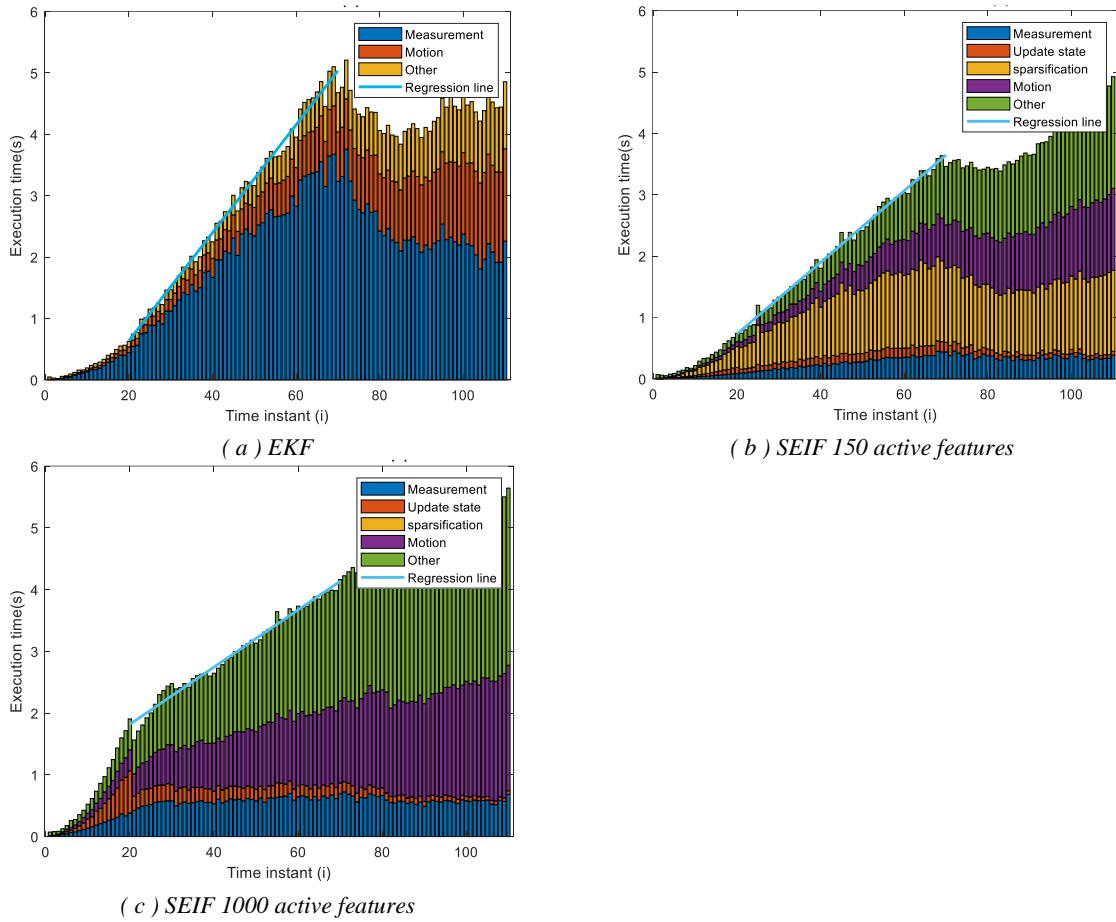 6
5
4
3
2
1
0
Execution time(s)
Measurement
Motion
Other
Regression line
0 20 40 60 80 100
Time instant (i)
( a ) EKF
6
5
4
3
2
1
0
Execution time(s)
Measurement
Update state
sparsification
Motion
Other
Regression line
0 20 40 60 80 100
Time instant (i)
( b ) SEIF 150 active features
6
5
4
3
2
1
0
Execution time(s)
Measurement
Update state
sparsification
Motion
Other
Regression line
0 20 40 60 80 100
Time instant (i)
( c ) SEIF 1000 active features